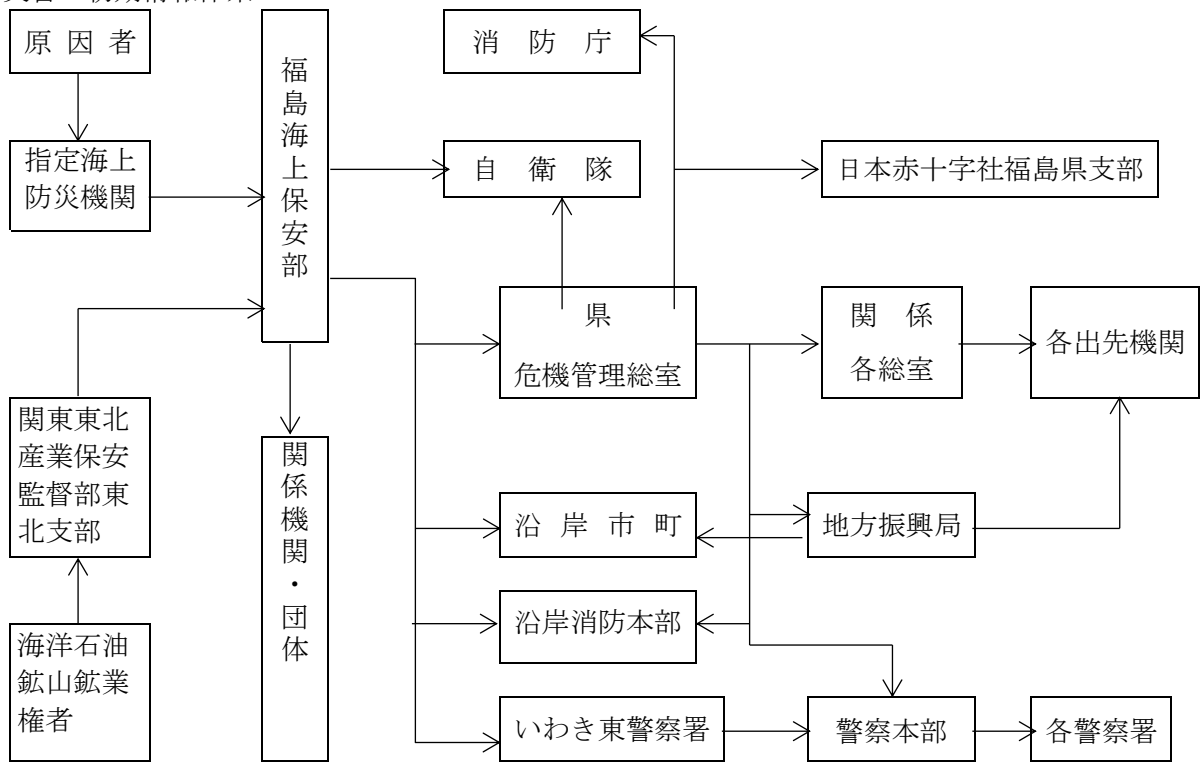 原因者
消防庁
福島海上保安部
指定海上
防災機関
自衛隊
日本赤十字社福島県支部
県
危機管理総室
関係
各総室
各出先機関
関東東北
産業保安
監督部東
北支部
関係機関・団体
沿岸市町
地方振興局
沿岸消防本部
海洋石油
鉱山鉱業
権者
いわき東警察署
警察本部
各警察署